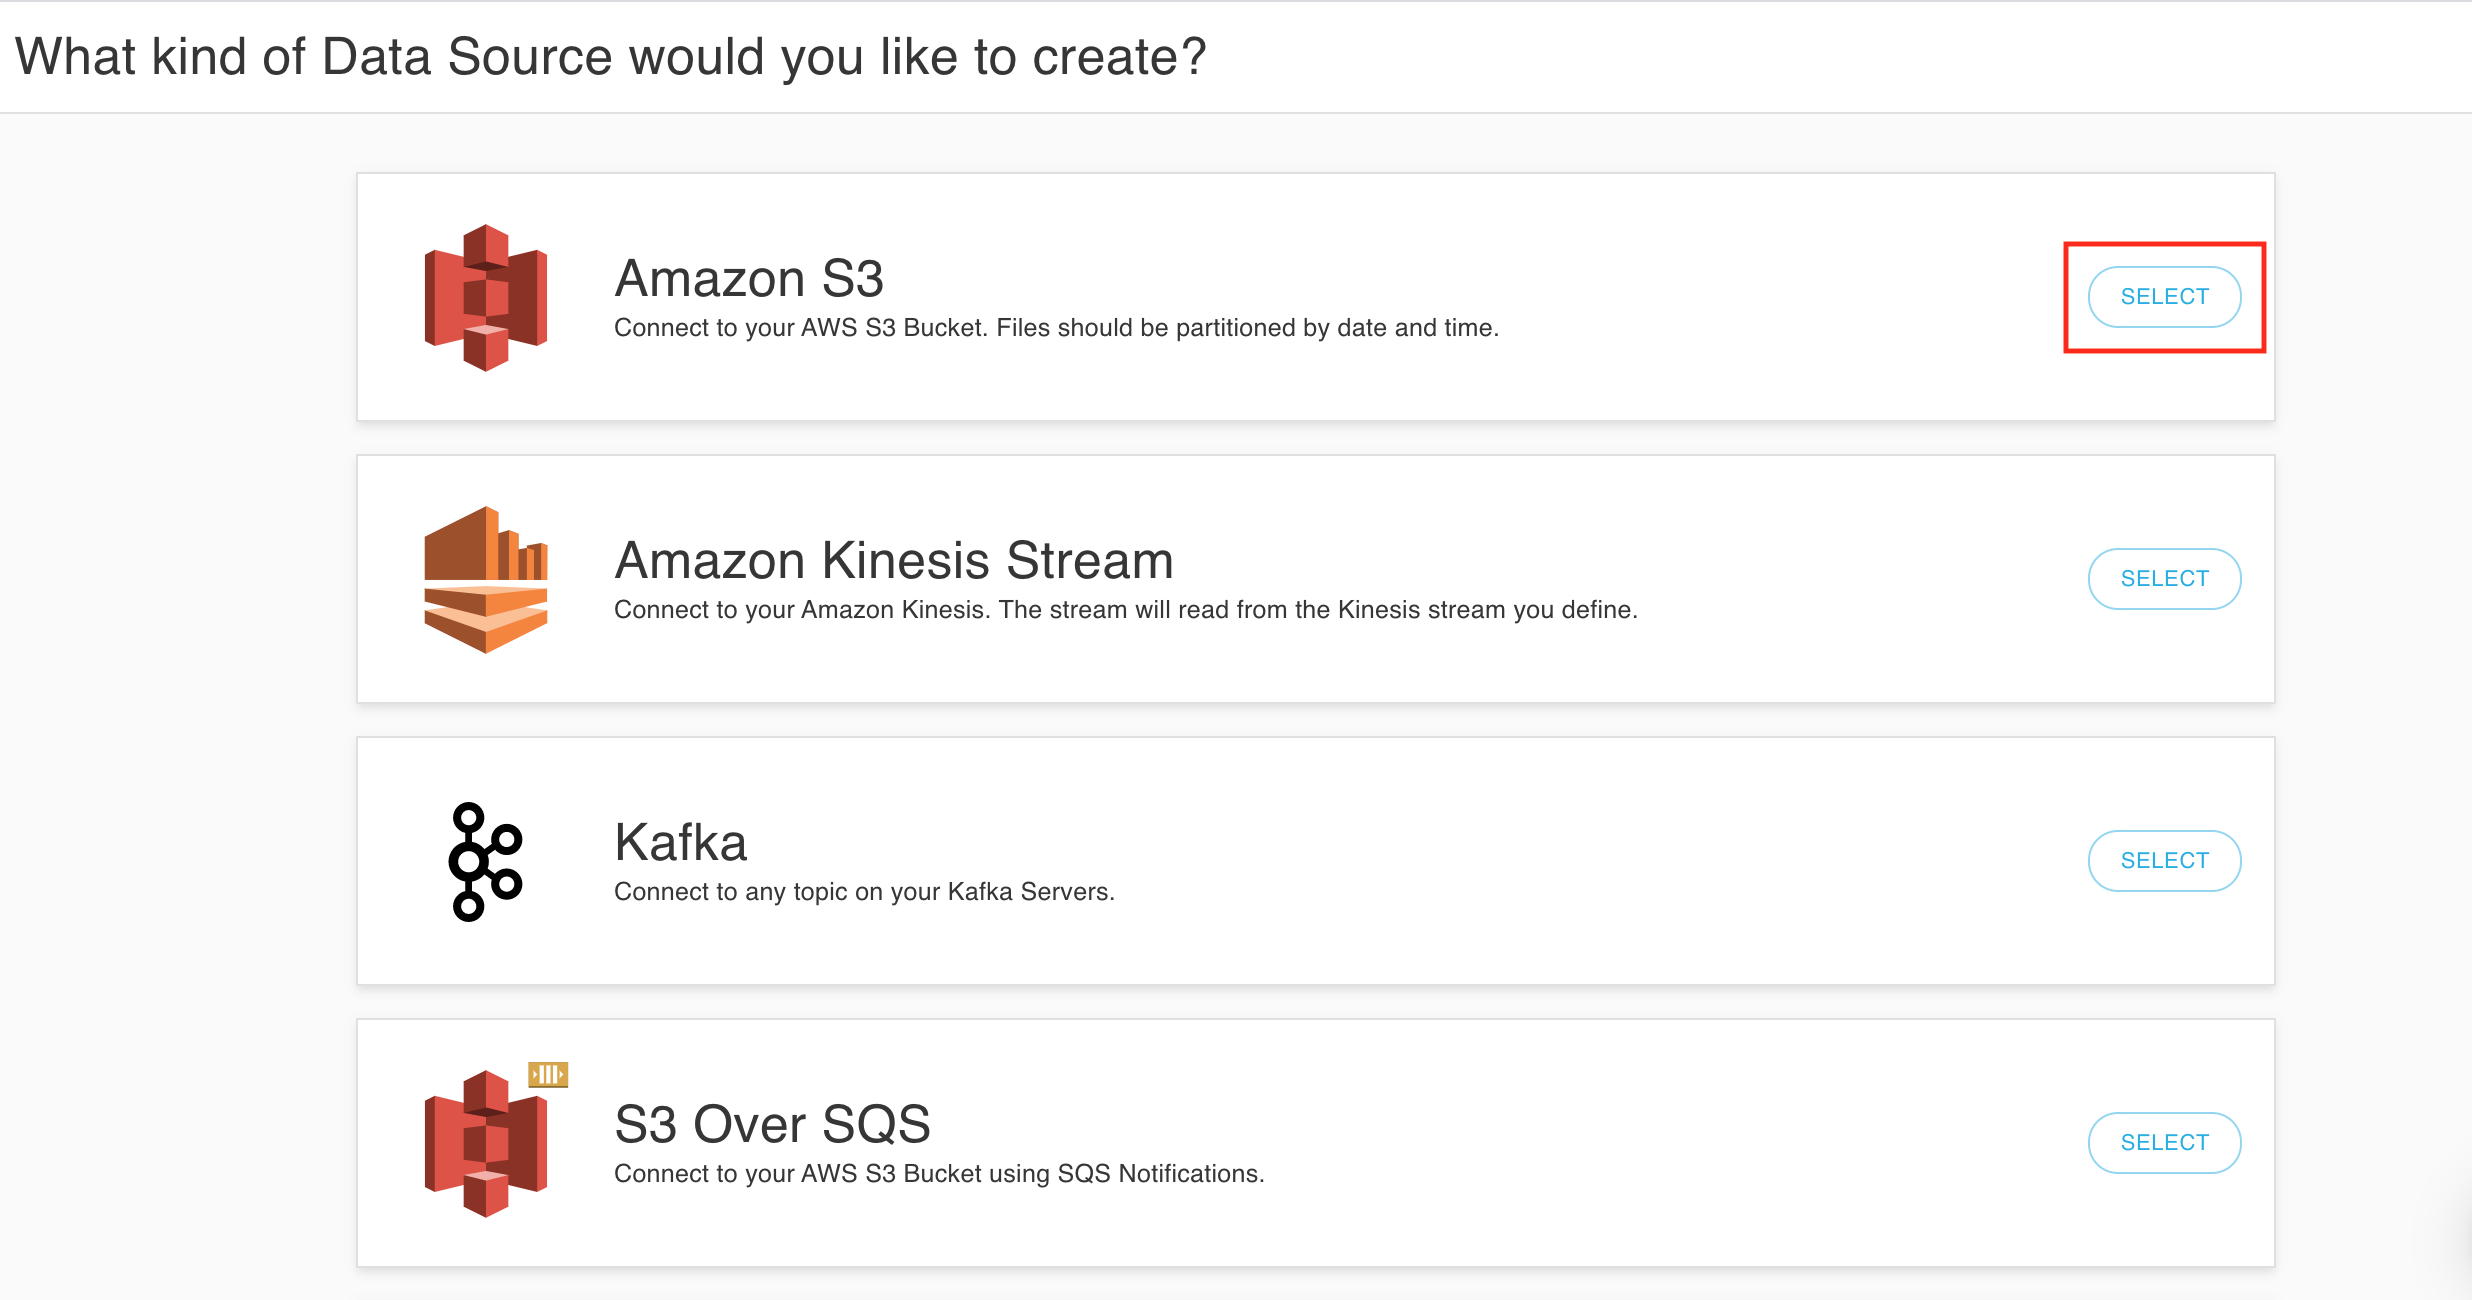 What kind of Data Source would you like to create?
Amazon S3
Connect to your AWS S3 Bucket. Files should be partitioned by date and time.
SELECT
Amazon Kinesis Stream
Connect to your Amazon Kinesis. The stream will read from the Kinesis stream you define.
SELECT
Kafka
Connect to any topic on your Kafka Servers.
SELECT
S3 Over SQS
Connect to your AWS S3 Bucket using SQS Notifications.
SELECT